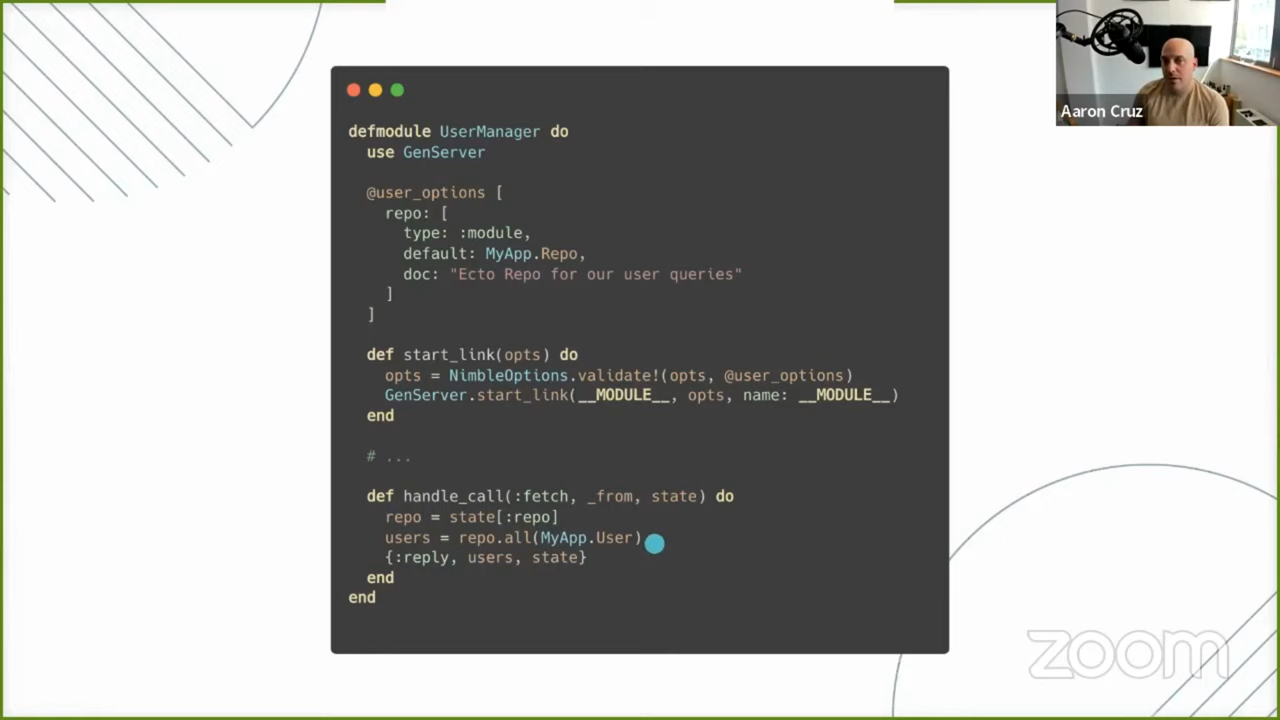 Aaron Cruz
defmodule UserManager do
use GenServer
@user_options [
repo: [
type: :module,
default: MyApp.Repo,
doc: "Ecto Repo for our user queries"
]
]
def start_link(opts) do
opts = NimbleOptions.validate!(opts, @user_options)
GenServer.start_link(__MODULE__, opts, name: __MODULE__)
end
# ...
def handle_call(:fetch, _from, state) do
repo = state[:repo]
users = repo.all(MyApp.User)
{:reply, users, state}
end
end
zoom